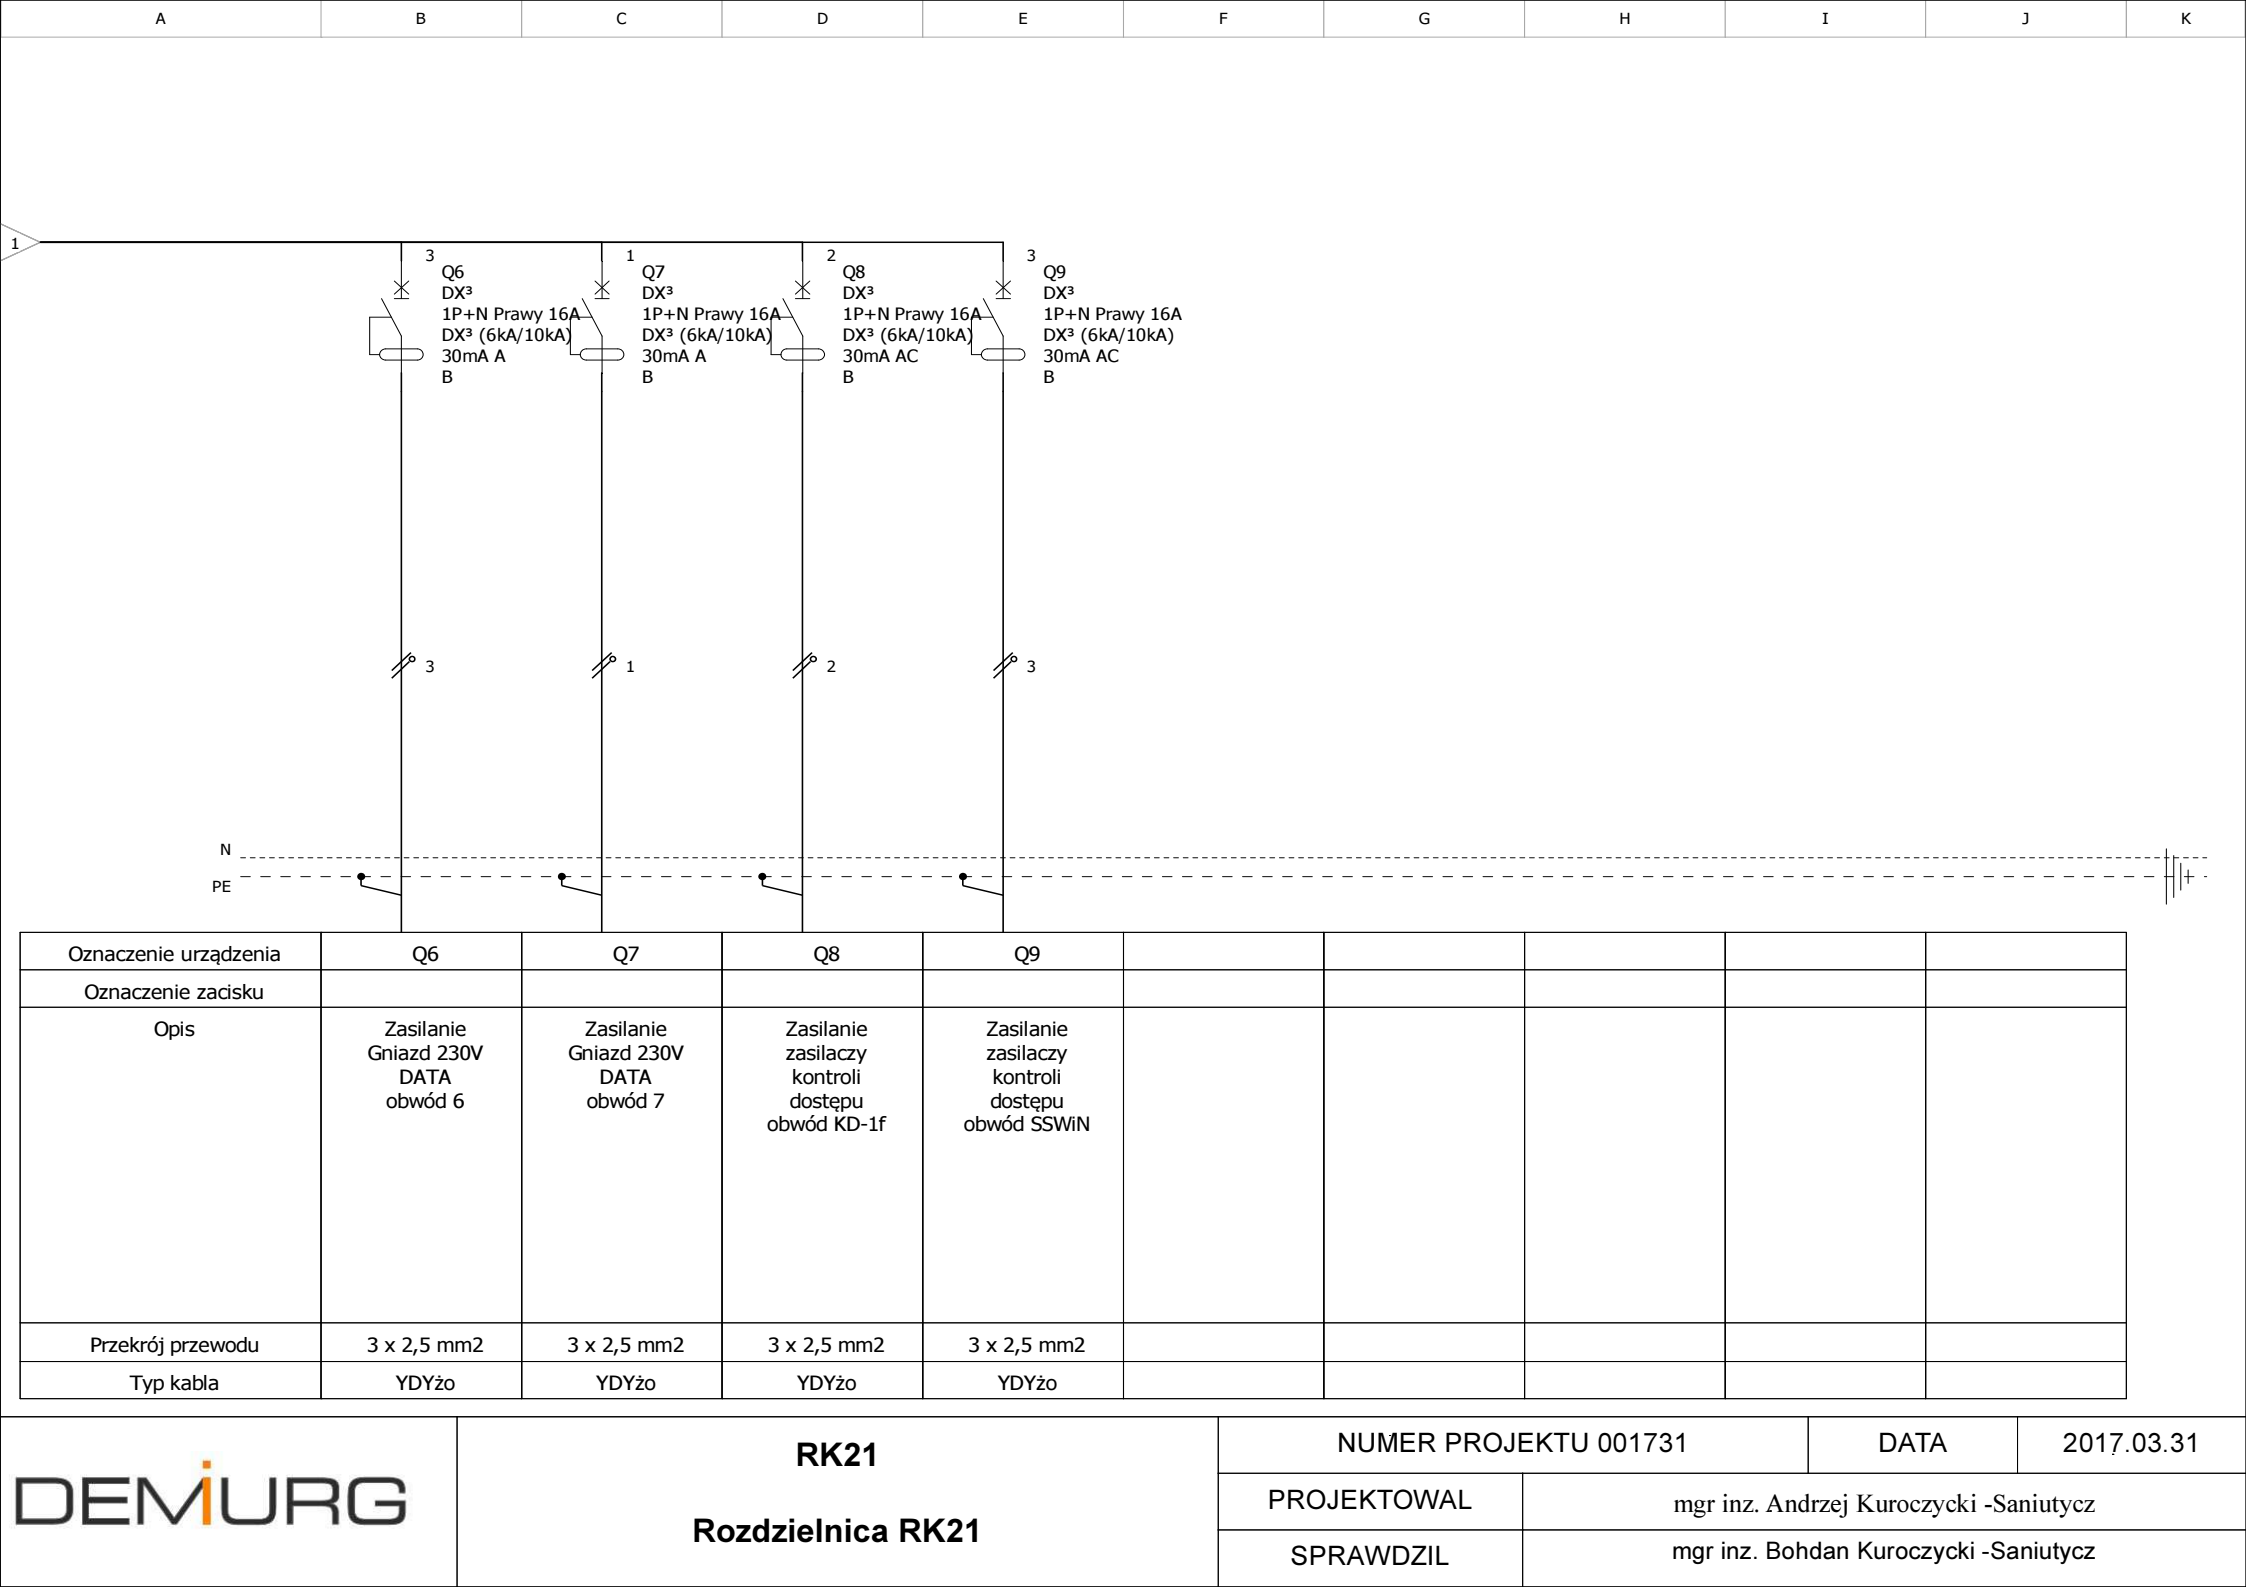 A B C D E F G H I J K
1
3
Q6
DX³
1P+N Prawy 16A
DX³ (6kA/10kA)
30mA A
B
1
Q7
DX³
1P+N Prawy 16A
DX³ (6kA/10kA)
30mA A
B
2
Q8
DX³
1P+N Prawy 16A
DX³ (6kA/10kA)
30mA AC
B
3
Q9
DX³
1P+N Prawy 16A
DX³ (6kA/10kA)
30mA AC
B
3 1 2 3
N
PE
Oznaczenie urządzenia Q6 Q7 Q8 Q9
Oznaczenie zacisku
Opis
Zasilanie
Gniazd 230V
DATA
obwód 6
Zasilanie
Gniazd 230V
DATA
obwód 7
Zasilanie
zasilaczy
kontroli
dostępu
obwód KD-1f
Zasilanie
zasilaczy
kontroli
dostępu
obwód SSWiN
Przekrój przewodu 3 x 2,5 mm2 3 x 2,5 mm2 3 x 2,5 mm2 3 x 2,5 mm2
Typ kabla YDYżo YDYżo YDYżo YDYżo
DEMiURG
RK21
Rozdzielnica RK21
NUMER PROJEKTU 001731 DATA 2017.03.31
PROJEKTOWAL mgr inz. Andrzej Kuroczycki -Saniutycz
SPRAWDZIL mgr inz. Bohdan Kuroczycki -Saniutycz